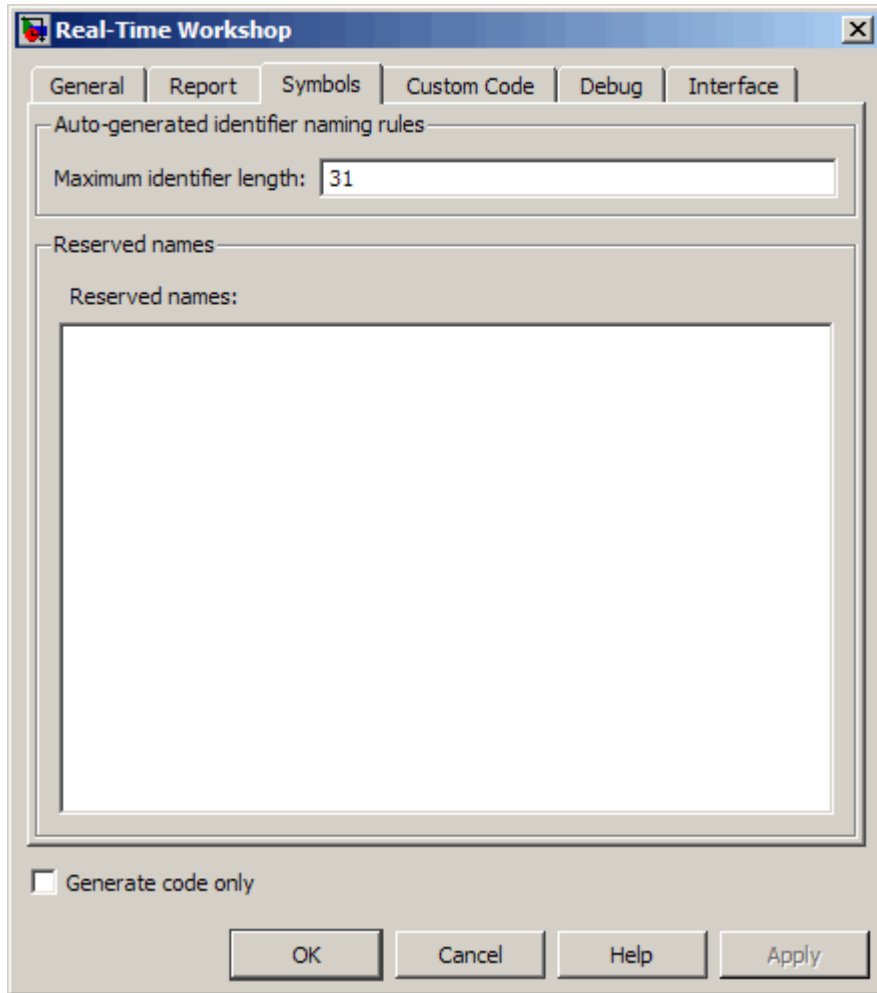 Real-Time Workshop
General Report Symbols Custom Code Debug Interface
Auto-generated identifier naming rules
Maximum identifier length: 31
Reserved names
Reserved names:
Generate code only
OK Cancel Help Apply